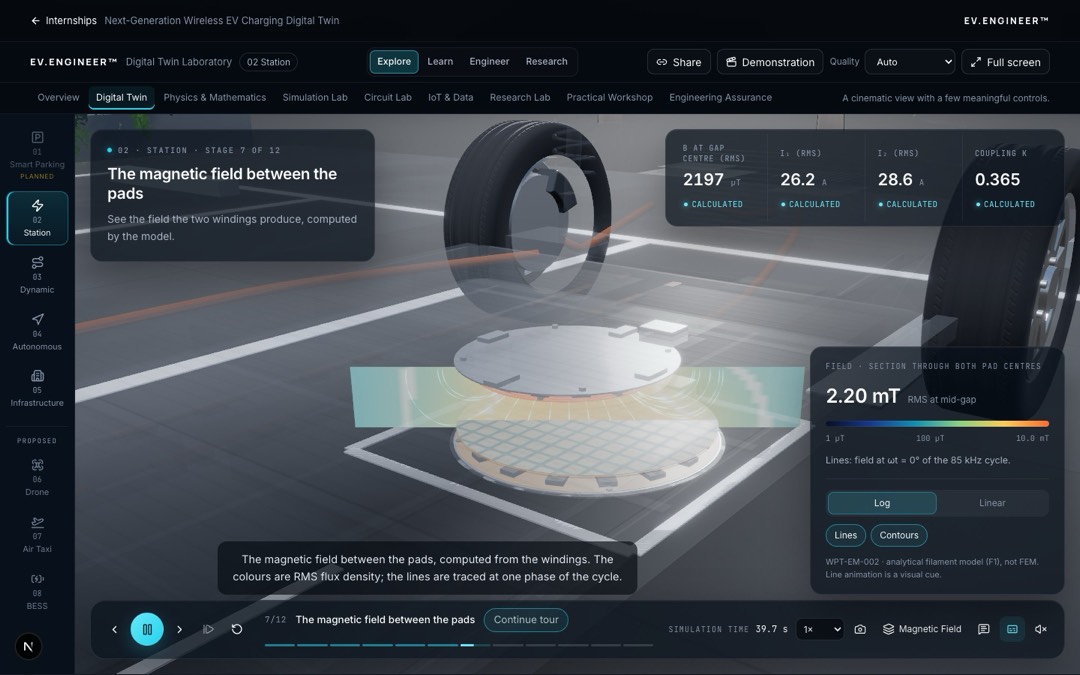 ← Internships Next-Generation Wireless EV Charging Digital Twin EV.ENGINEER™
EV.ENGINEER™ Digital Twin Laboratory 02 Station Explore Learn Engineer Research Share Demonstration Quality Auto Full screen
Overview Digital Twin Physics & Mathematics Simulation Lab Circuit Lab IoT & Data Research Lab Practical Workshop Engineering Assurance A cinematic view with a few meaningful controls.
P
01
Smart Parking
PLANNED
02
Station
03
Dynamic
04
Autonomous
05
Infrastructure
PROPOSED
06
Drone
07
Air Taxi
08
BESS
N
02 · STATION · STAGE 7 OF 12
The magnetic field between the
pads
See the field the two windings produce, computed
by the model.
B AT GAP
CENTRE (RMS)
2197 µT
CALCULATED
I₁ (RMS)
26.2 A
CALCULATED
I₂ (RMS)
28.6 A
CALCULATED
COUPLING K
0.365
CALCULATED
FIELD · SECTION THROUGH BOTH PAD CENTRES
2.20 mT RMS at mid-gap
1 µT 100 µT 10.0 mT
Lines: field at ωt = 0° of the 85 kHz cycle.
Log Linear
Lines Contours
WPT-EM-002 · analytical filament model (F1), not FEM.
Line animation is a visual cue.
The magnetic field between the pads, computed from the windings. The
colours are RMS flux density; the lines are traced at one phase of the cycle.
7/12 The magnetic field between the pads Continue tour
SIMULATION TIME 39.7 s 1× Magnetic Field